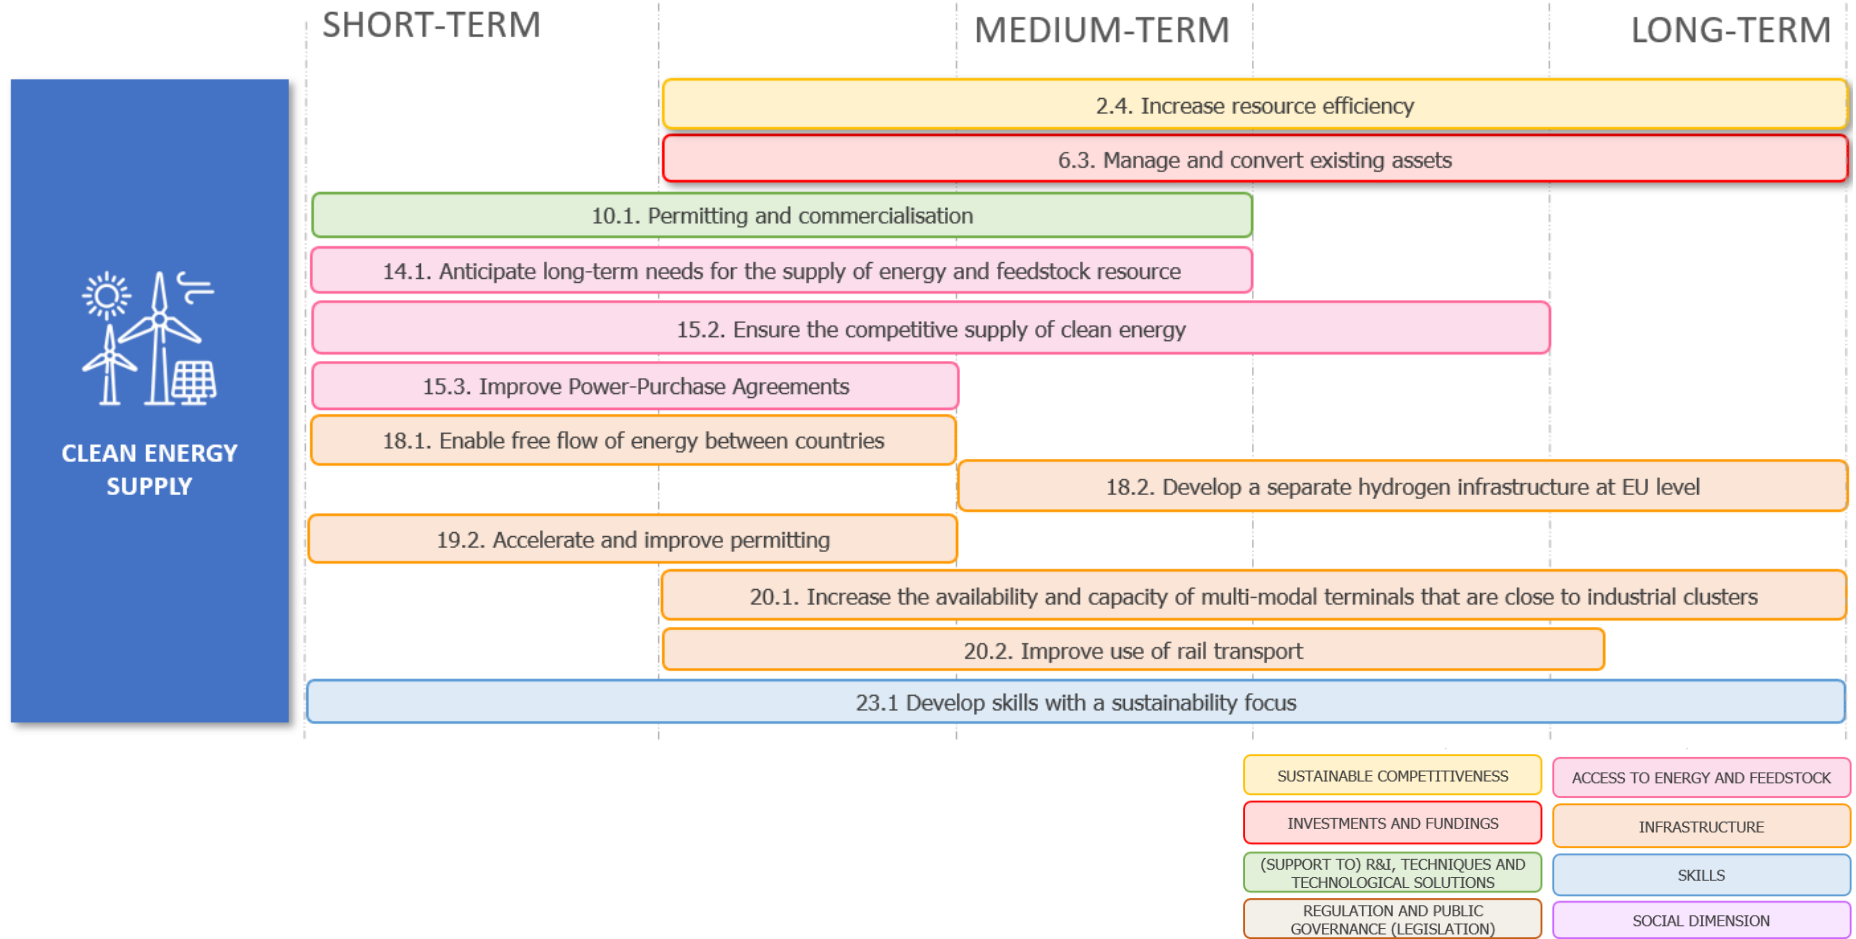 SHORT-TERM
MEDIUM-TERM
LONG-TERM
CLEAN ENERGY
SUPPLY
2.4. Increase resource efficiency
6.3. Manage and convert existing assets
10.1. Permitting and commercialisation
14.1. Anticipate long-term needs for the supply of energy and feedstock resource
15.2. Ensure the competitive supply of clean energy
15.3. Improve Power-Purchase Agreements
18.1. Enable free flow of energy between countries
18.2. Develop a separate hydrogen infrastructure at EU level
19.2. Accelerate and improve permitting
20.1. Increase the availability and capacity of multi-modal terminals that are close to industrial clusters
20.2. Improve use of rail transport
23.1 Develop skills with a sustainability focus
SUSTAINABLE COMPETITIVENESS
ACCESS TO ENERGY AND FEEDSTOCK
INVESTMENTS AND FUNDINGS
INFRASTRUCTURE
(SUPPORT TO) R&I, TECHNIQUES AND
TECHNOLOGICAL SOLUTIONS
SKILLS
REGULATION AND PUBLIC
GOVERNANCE (LEGISLATION)
SOCIAL DIMENSION